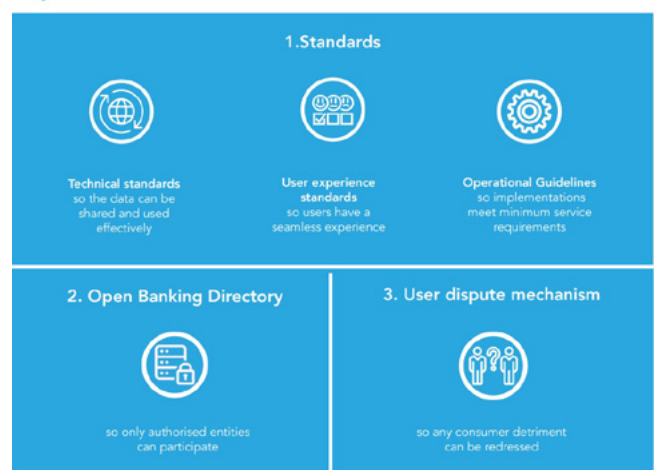 1.Standards
Technical standards
so the data can be
shared and used
effectively
User experience
standards
so users have a
seamless experience
Operational Guidelines
so implementations
meet minimum service
requirements
2. Open Banking Directory
so only authorised entities
can participate
3. User dispute mechanism
so any consumer detriment
can be redressed